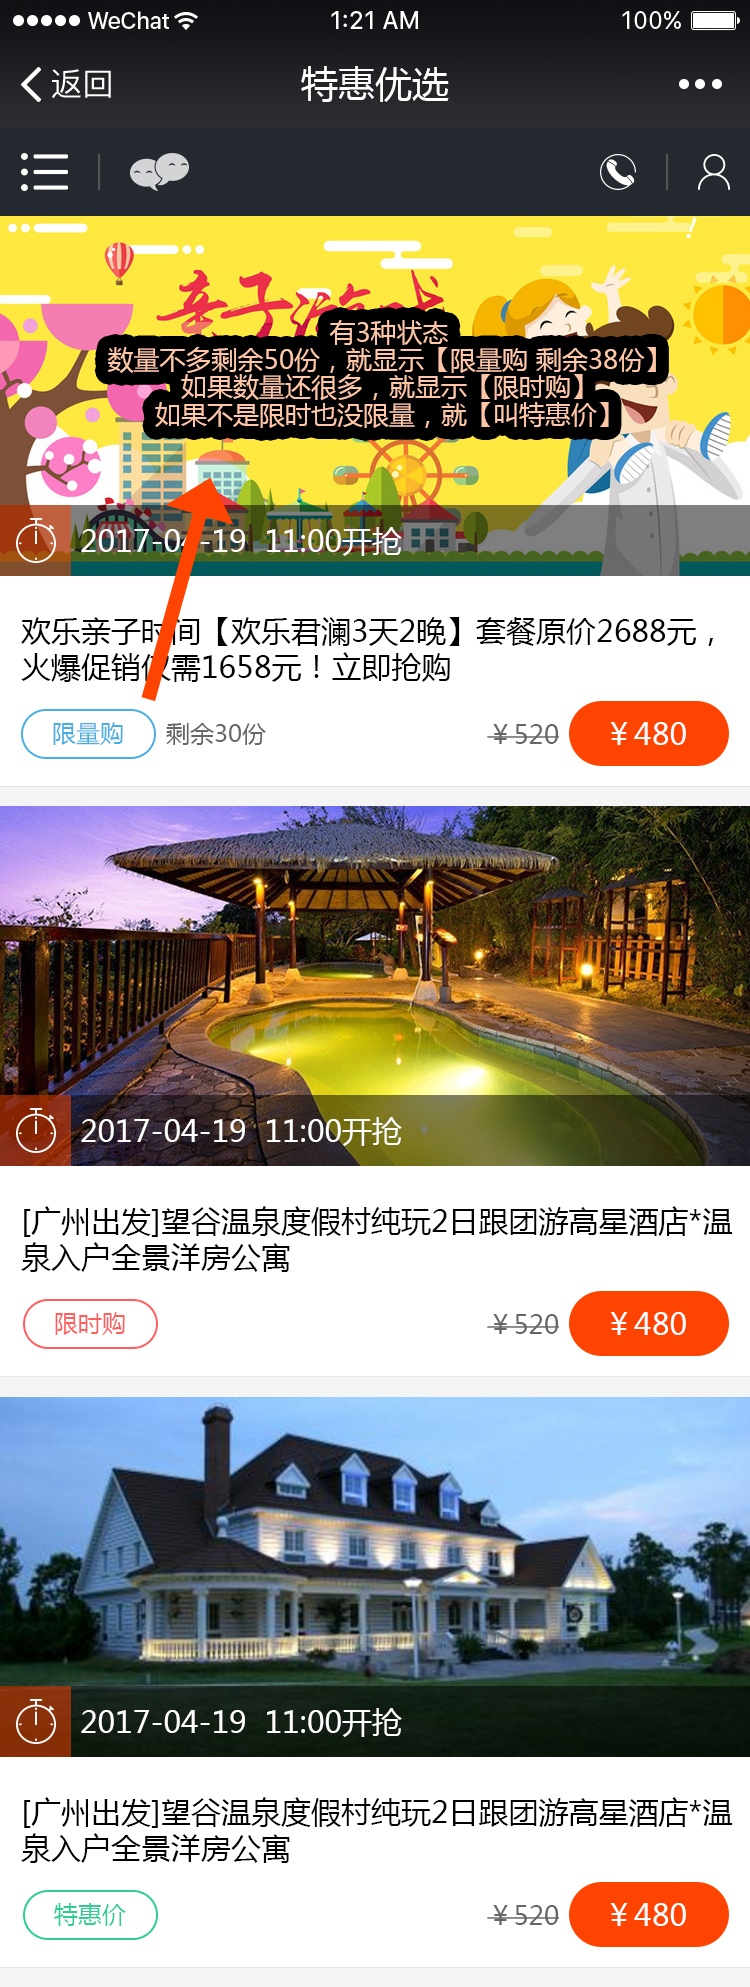 WeChat 1:21 AM 100%
返回 特惠优选
亲子游戏
有3种状态
数量不多剩余50份，就显示【限量购 剩余38份】
如果数量还很多，就显示【限时购】
如果不是限时也没限量，就【叫特惠价】
2017-04-19 11:00开抢
欢乐亲子时间【欢乐君澜3天2晚】套餐原价2688元，
火爆促销仅需1658元！立即抢购
限量购 剩余30份 ¥520 ¥480
2017-04-19 11:00开抢
[广州出发]望谷温泉度假村纯玩2日跟团游高星酒店*温
泉入户全景洋房公寓
限时购 ¥520 ¥480
2017-04-19 11:00开抢
[广州出发]望谷温泉度假村纯玩2日跟团游高星酒店*温
泉入户全景洋房公寓
特惠价 ¥520 ¥480